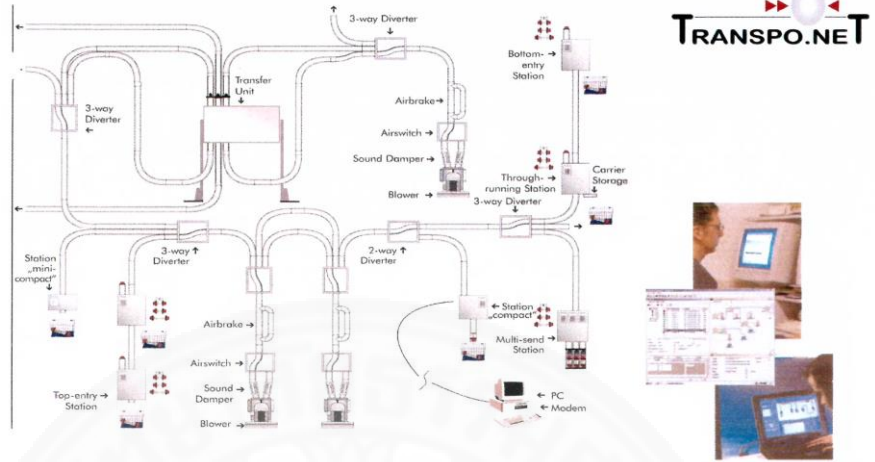 TRANSPO.NET
3-way Diverter
Bottom-
entry
Station
Transfer
Unit
3-way
Diverter
Airbrake
Airswitch
Sound Damper
Blower
Through-
running Station
Carrier
Storage
3-way Diverter
3-way
Diverter
2-way
Diverter
Station
„mini-
compact"
Station
„compact"
Multi-send
Station
Airbrake
Airswitch
Sound
Damper
Blower
Top-entry
Station
PC
Modem